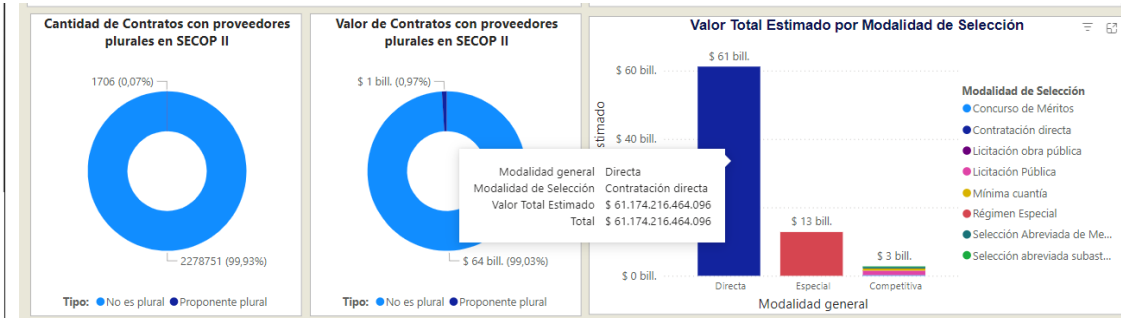 Cantidad de Contratos con proveedores
plurales en SECOP II
1706 (0,07%)
2278751 (99,93%)
Tipo: No es plural Proponente plural
Valor de Contratos con proveedores
plurales en SECOP II
$ 1 bill. (0,97%)
$ 64 bill. (99,03%)
Tipo: No es plural Proponente plural
Valor Total Estimado por Modalidad de Selección
$ 61 bill.
$ 60 bill.
$ 40 bill.
$ 13 bill.
$ 3 bill.
$ 0 bill.
Directa Especial Competitiva
Modalidad general
Modalidad general Directa
Modalidad de Selección Contratación directa
Valor Total Estimado $ 61.174.216.464.096
Total $ 61.174.216.464.096
Modalidad de Selección
Concurso de Méritos
Contratación directa
Licitación obra pública
Licitación Pública
Mínima cuantía
Régimen Especial
Selección Abreviada de Me...
Selección abreviada subast...